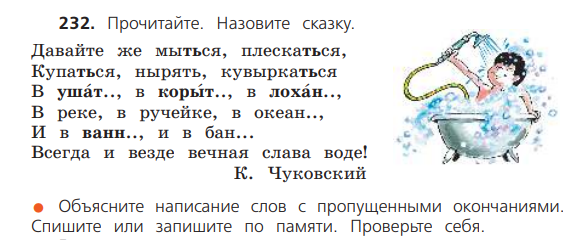 232. Прочитайте. Назовите сказку.
Давайте же мыться, плескаться,
Купаться, нырять, кувыркаться
В уша́т.., в коры́т.., в лоха́н..,
В реке, в ручейке, в океан..,
И в ванн.., и в бан...
Всегда и везде вечная слава воде!
К. Чуковский
Объясните написание слов с пропущенными окончаниями.
Спишите или запишите по памяти. Проверьте себя.